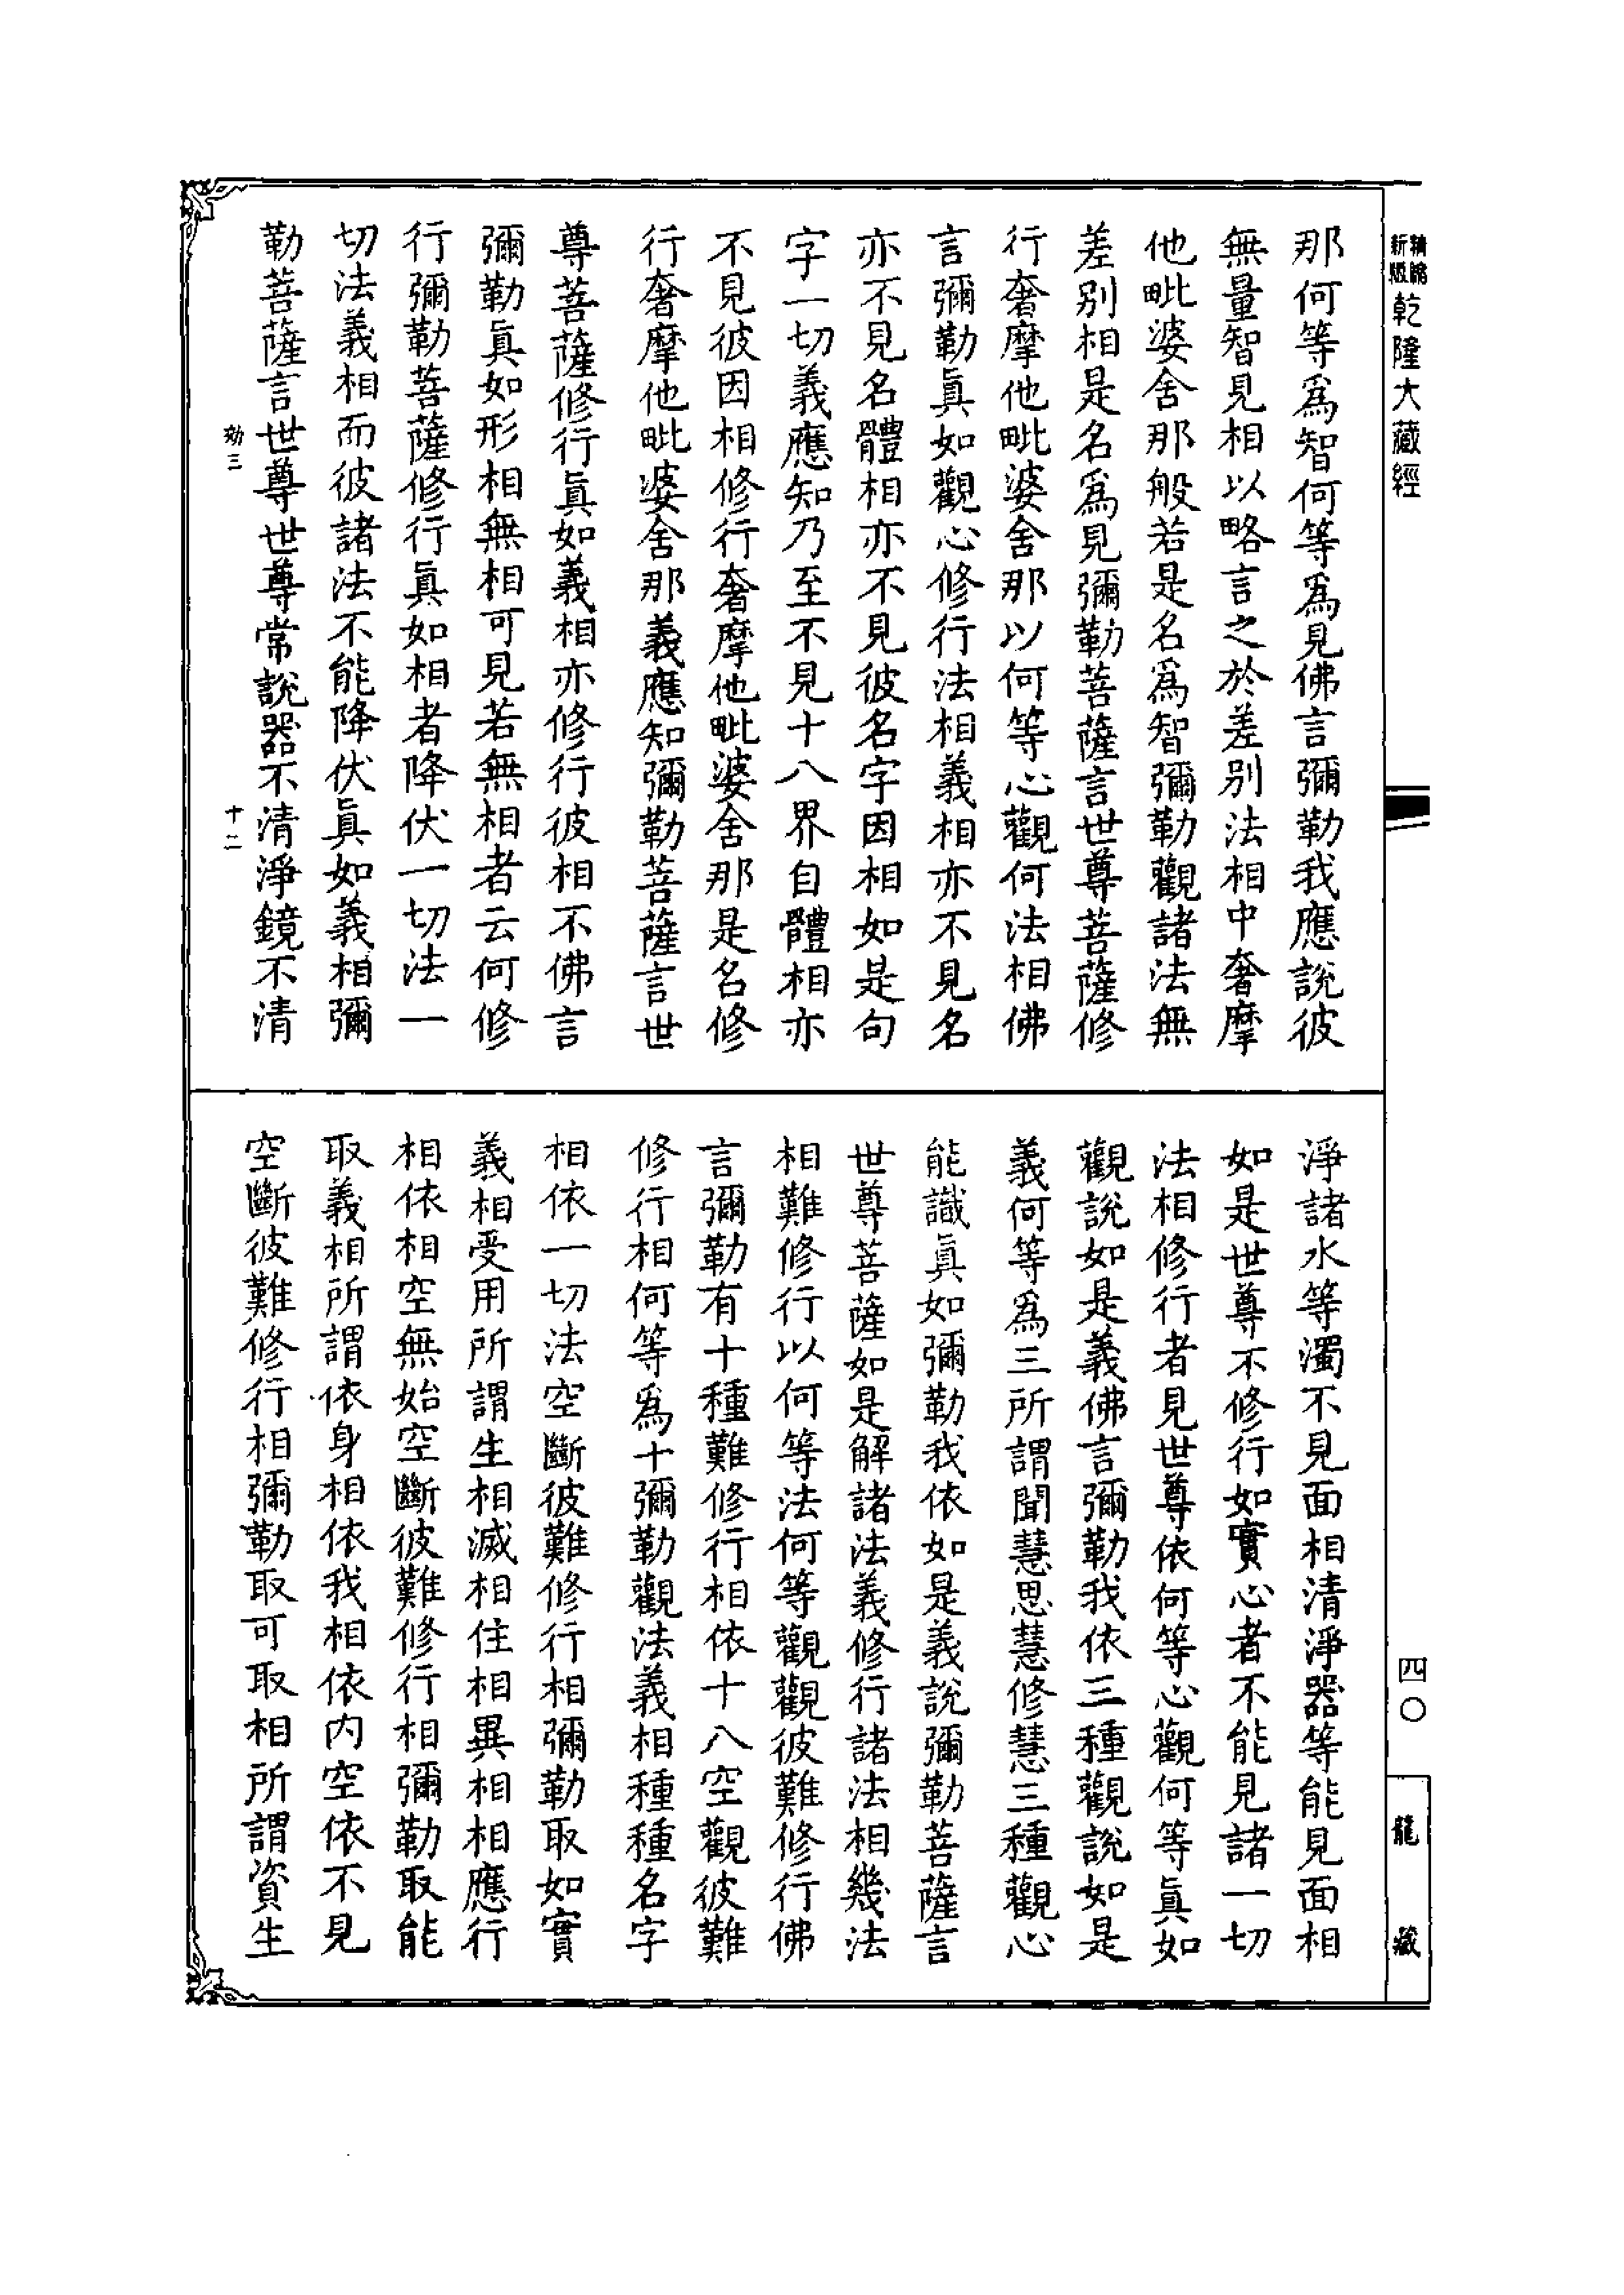 新縮
乾隆大藏經
那何等爲智何等爲見佛言彌勒我應說彼
無量智見相以略言之於差别法相中奢摩
他毗婆舍那般若是名爲智彌勒觀諸法無
差别相是名爲見彌勒菩薩言世尊菩薩修
行奢摩他毗婆舍那以何等心觀何法相佛
言彌勒眞如觀心修行法相義相亦不見名
亦不見名體相亦不見彼名字因相如是句
字一切義應知乃至不見十八界自體相亦
不見彼因相修行奢摩他毗婆舍那是名修
行奢摩他毗婆舍那義應知彌勒菩薩言世
尊菩薩修行眞如義相亦修行彼相不佛言
彌勒眞如形相無相可見若無相者云何修
行彌勒菩薩修行眞如相者降伏一切法一
切法義相而彼諸法不能降伏眞如義相彌
勒菩薩言世尊世尊常說器不清淨鏡不清
三
十二
淨諸水等濁不見面相清淨器等能見面相
如是世尊不修行如實心者不能見諸一切
法相修行者見世尊依何等心觀何等眞如
觀說如是義佛言彌勒我依三種觀說如是
義何等爲三所謂聞慧思慧修慧三種觀心
能識眞如彌勒我依如是義說彌勒菩薩言
世尊菩薩如是解諸法義修行諸法相幾法
相難修行以何等法何等觀觀彼難修行佛
言彌勒有十種難修行相依十八空觀彼難
修行相何等爲十彌勒觀法義相種種名字
相依一切法空斷彼難修行相彌勒取如實
義相受用所謂生相滅相住相異相相應行
相依相空無始空斷彼難修行相彌勒取能
取義相所謂依身相依我相依内空依不見
空斷彼難修行相彌勒取可取相所謂資生
四〇
龍藏